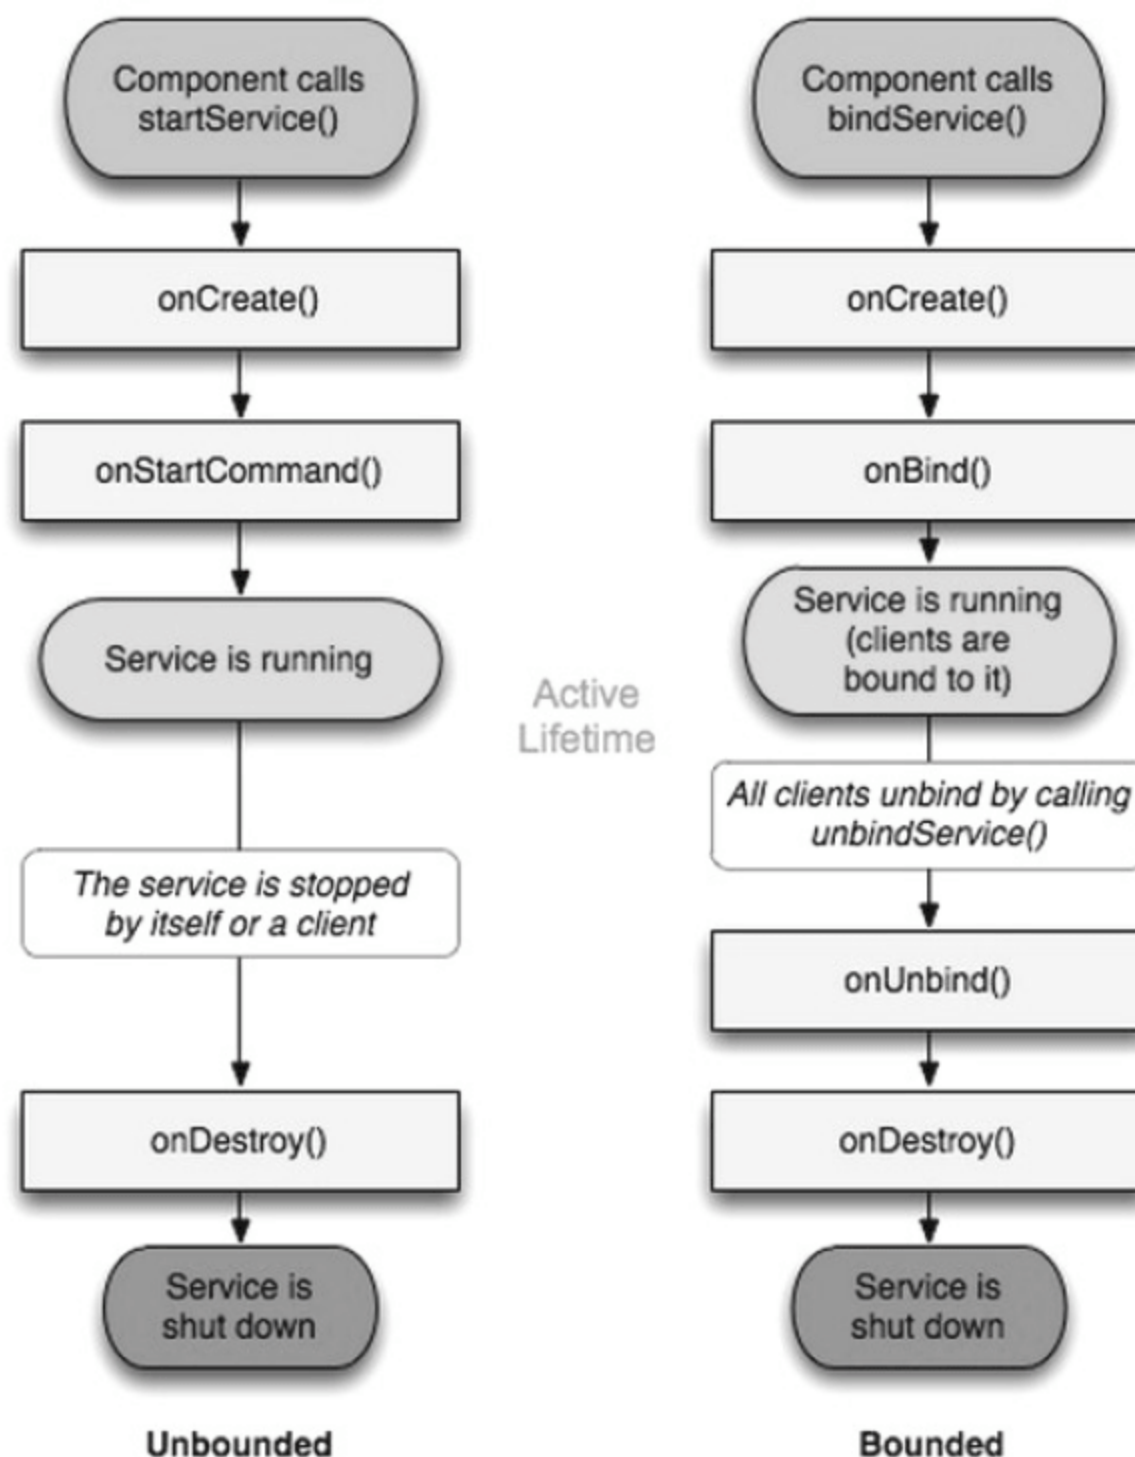 Component calls
startService()
onCreate()
onStartCommand()
Service is running
The service is stopped
by itself or a client
onDestroy()
Service is
shut down
Unbounded
Active
Lifetime
Component calls
bindService()
onCreate()
onBind()
Service is running
(clients are
bound to it)
All clients unbind by calling
unbindService()
onUnbind()
onDestroy()
Service is
shut down
Bounded